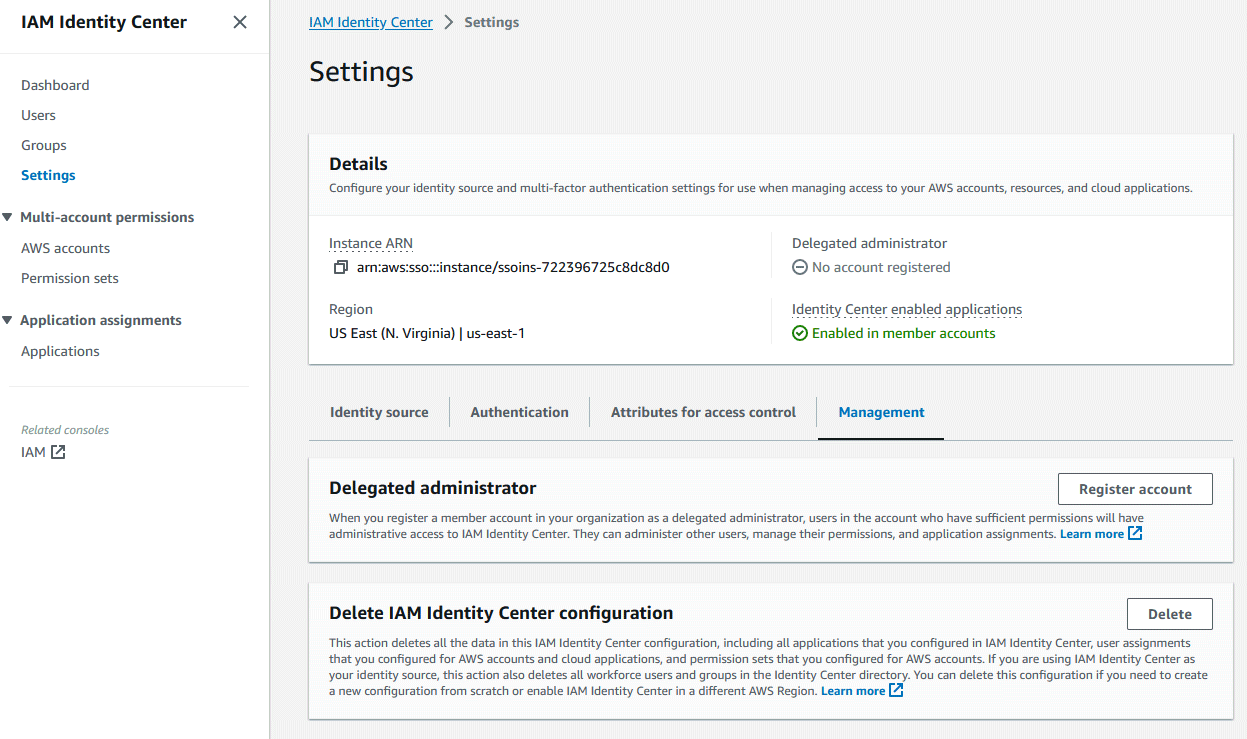 IAM Identity Center
Dashboard
Users
Groups
Settings
Multi-account permissions
AWS accounts
Permission sets
Application assignments
Applications
Related consoles
IAM
IAM Identity Center
Settings
Settings
Details
Configure your identity source and multi-factor authentication settings for use when managing access to your AWS accounts, resources, and cloud applications.
Instance ARN
arn:aws:sso:::instance/ssoins-722396725c8dc8d0
Region
US East (N. Virginia) | us-east-1
Delegated administrator
No account registered
Identity Center enabled applications
Enabled in member accounts
Identity source
Authentication
Attributes for access control
Management
Delegated administrator
Register account
When you register a member account in your organization as a delegated administrator, users in the account who have sufficient permissions will have
administrative access to IAM Identity Center. They can administer other users, manage their permissions, and application assignments. Learn more
Delete IAM Identity Center configuration
Delete
This action deletes all the data in this IAM Identity Center configuration, including all applications that you configured in IAM Identity Center, user assignments
that you configured for AWS accounts and cloud applications, and permission sets that you configured for AWS accounts. If you are using IAM Identity Center as
your identity source, this action also deletes all workforce users and groups in the Identity Center directory. You can delete this configuration if you need to create
a new configuration from scratch or enable IAM Identity Center in a different AWS Region. Learn more